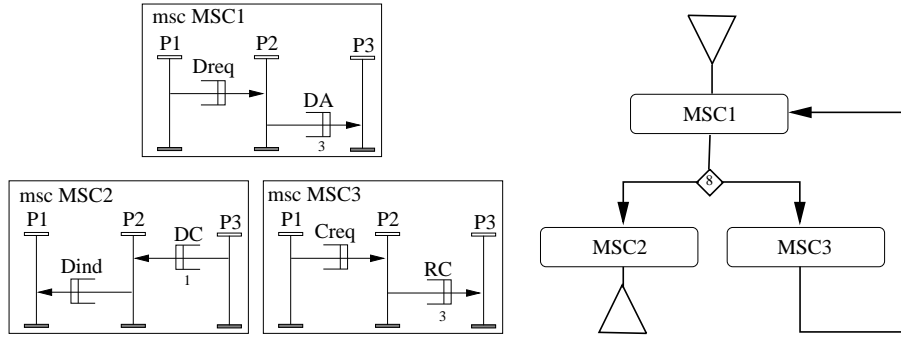 msc MSC1
P1 P2 P3
Dreq
DA
3
MSC1
8
msc MSC2
P1 P2 P3
DC
Dind
1
msc MSC3
P1 P2 P3
Creq
RC
3
MSC2 MSC3